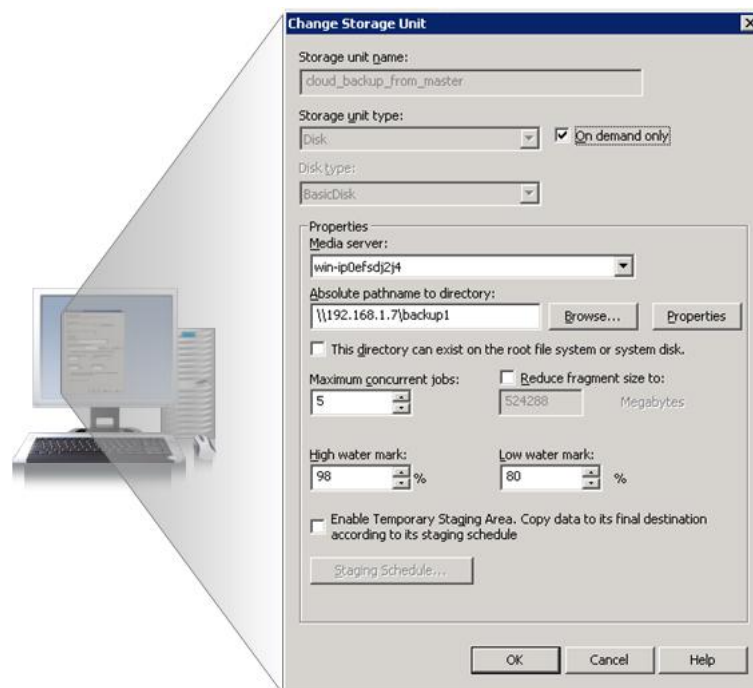 Change Storage Unit
Storage unit name:
cloud_backup_from_master
Storage unit type:
Disk
On demand only
Disk type:
BasicDisk
Properties
Media server:
win-ip0efsdj2j4
Absolute pathname to directory:
\\192.168.1.7\backup1
Browse...
Properties
This directory can exist on the root file system or system disk.
Maximum concurrent jobs:
Reduce fragment size to:
5
524288
Megabytes
High water mark:
Low water mark:
98
%
80
%
Enable Temporary Staging Area. Copy data to its final destination
according to its staging schedule
Staging Schedule...
OK
Cancel
Help